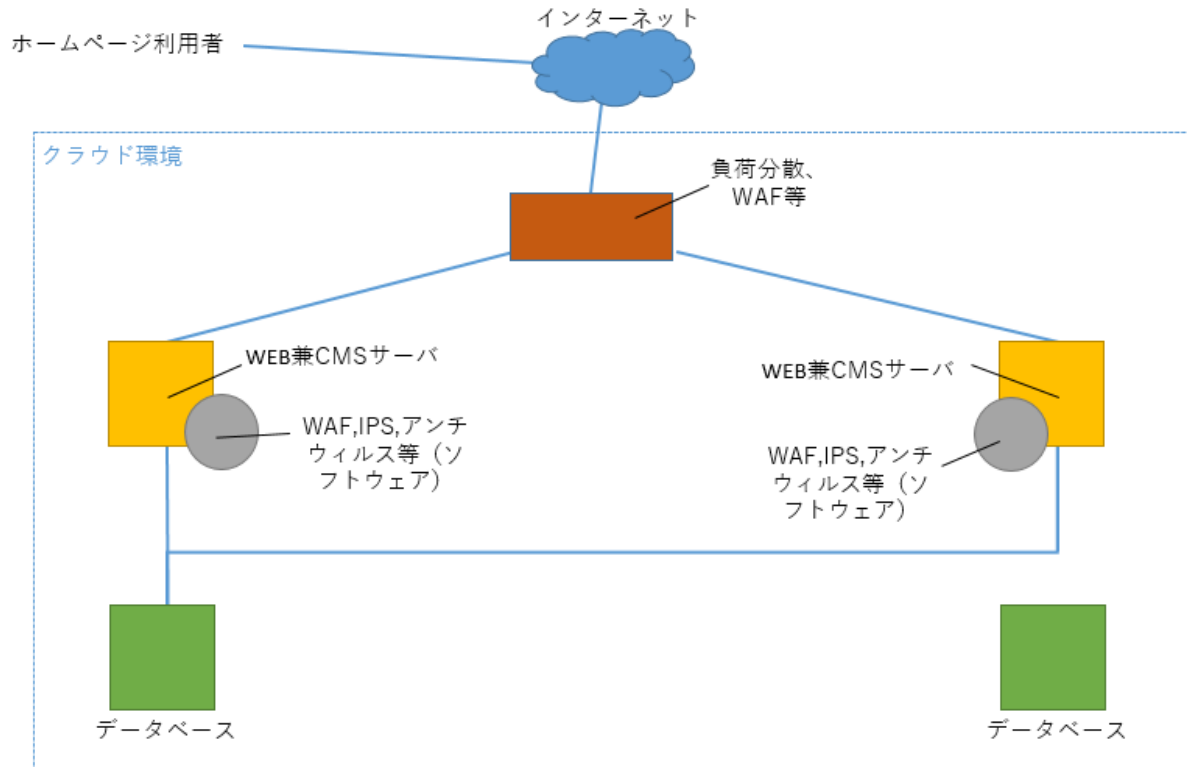 インターネット
ホームページ利用者
クラウド環境
負荷分散、
WAF等
WEB兼CMSサーバ
WAF,IPS,アンチ
ウィルス等（ソ
フトウェア）
WEB兼CMSサーバ
WAF,IPS,アンチ
ウィルス等（ソ
フトウェア）
データベース
データベース